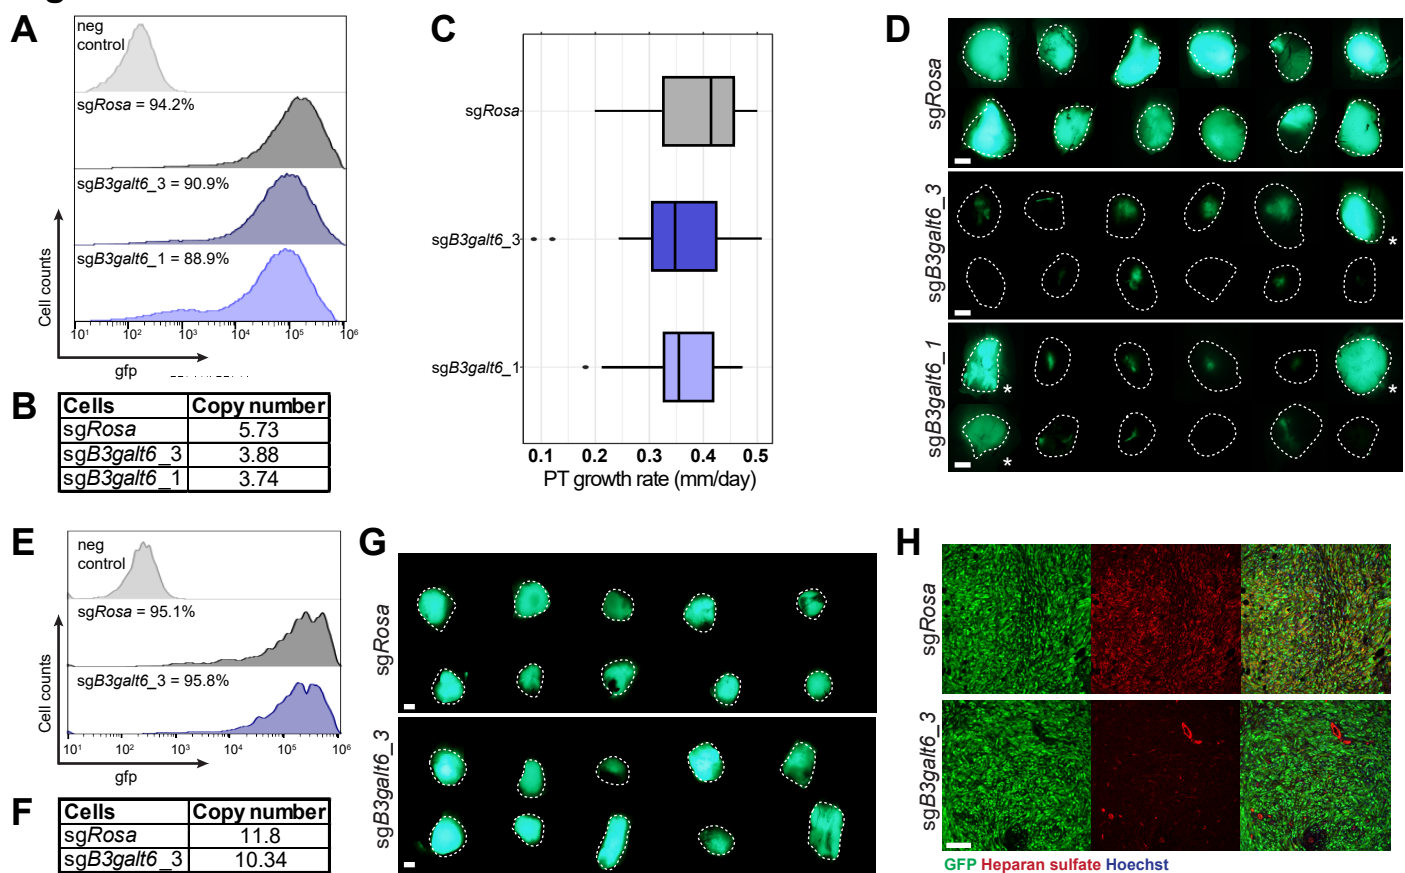 A
neg
control
sgRosa = 94.2%
sgB3galt6_3 = 90.9%
sgB3galt6_1 = 88.9%
Cell counts
10¹ 10² 10³ 10⁴ 10⁵ 10⁶
gfp
B
Cells Copy number
sgRosa 5.73
sgB3galt6_3 3.88
sgB3galt6_1 3.74
C
sgRosa
sgB3galt6_3
sgB3galt6_1
0.1 0.2 0.3 0.4 0.5
PT growth rate (mm/day)
D
sgRosa
sgB3galt6_3
*
sgB3galt6_1
* *
*
E
neg
control
sgRosa = 95.1%
sgB3galt6_3 = 95.8%
Cell counts
10¹ 10² 10³ 10⁴ 10⁵ 10⁶
gfp
F
Cells Copy number
sgRosa 11.8
sgB3galt6_3 10.34
G
sgRosa
sgB3galt6_3
H
sgRosa
sgB3galt6_3
GFP Heparan sulfate Hoechst